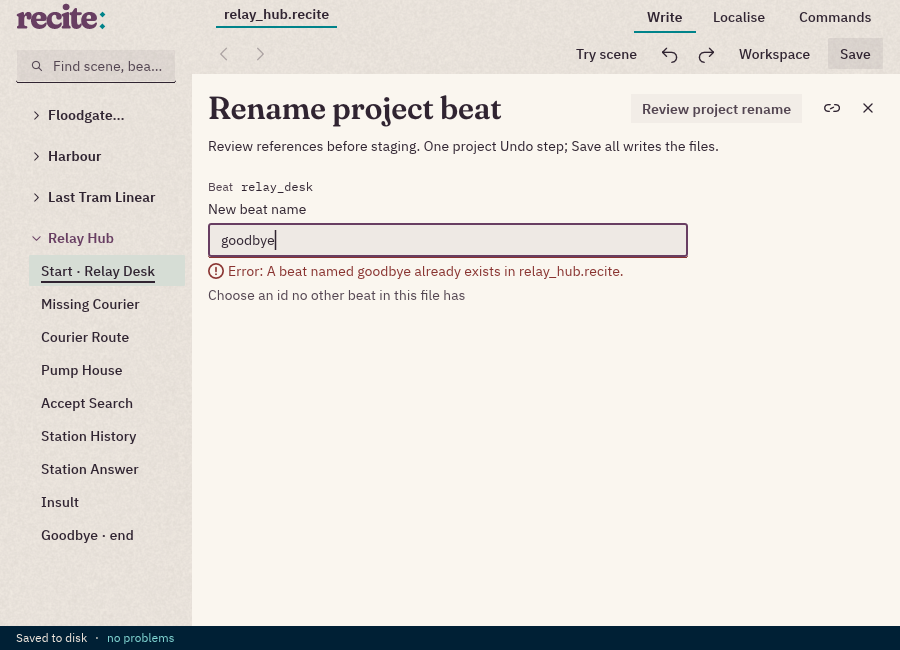 recite:
relay_hub.recite
Write
Localise
Commands
Find scene, bea...
Try scene
Workspace
Save
Floodgate...
Harbour
Last Tram Linear
Relay Hub
Start · Relay Desk
Missing Courier
Courier Route
Pump House
Accept Search
Station History
Station Answer
Insult
Goodbye · end
Rename project beat
Review project rename
Review references before staging. One project Undo step; Save all writes the files.
Beat relay_desk
New beat name
goodbye
Error: A beat named goodbye already exists in relay_hub.recite.
Choose an id no other beat in this file has
Saved to disk · no problems